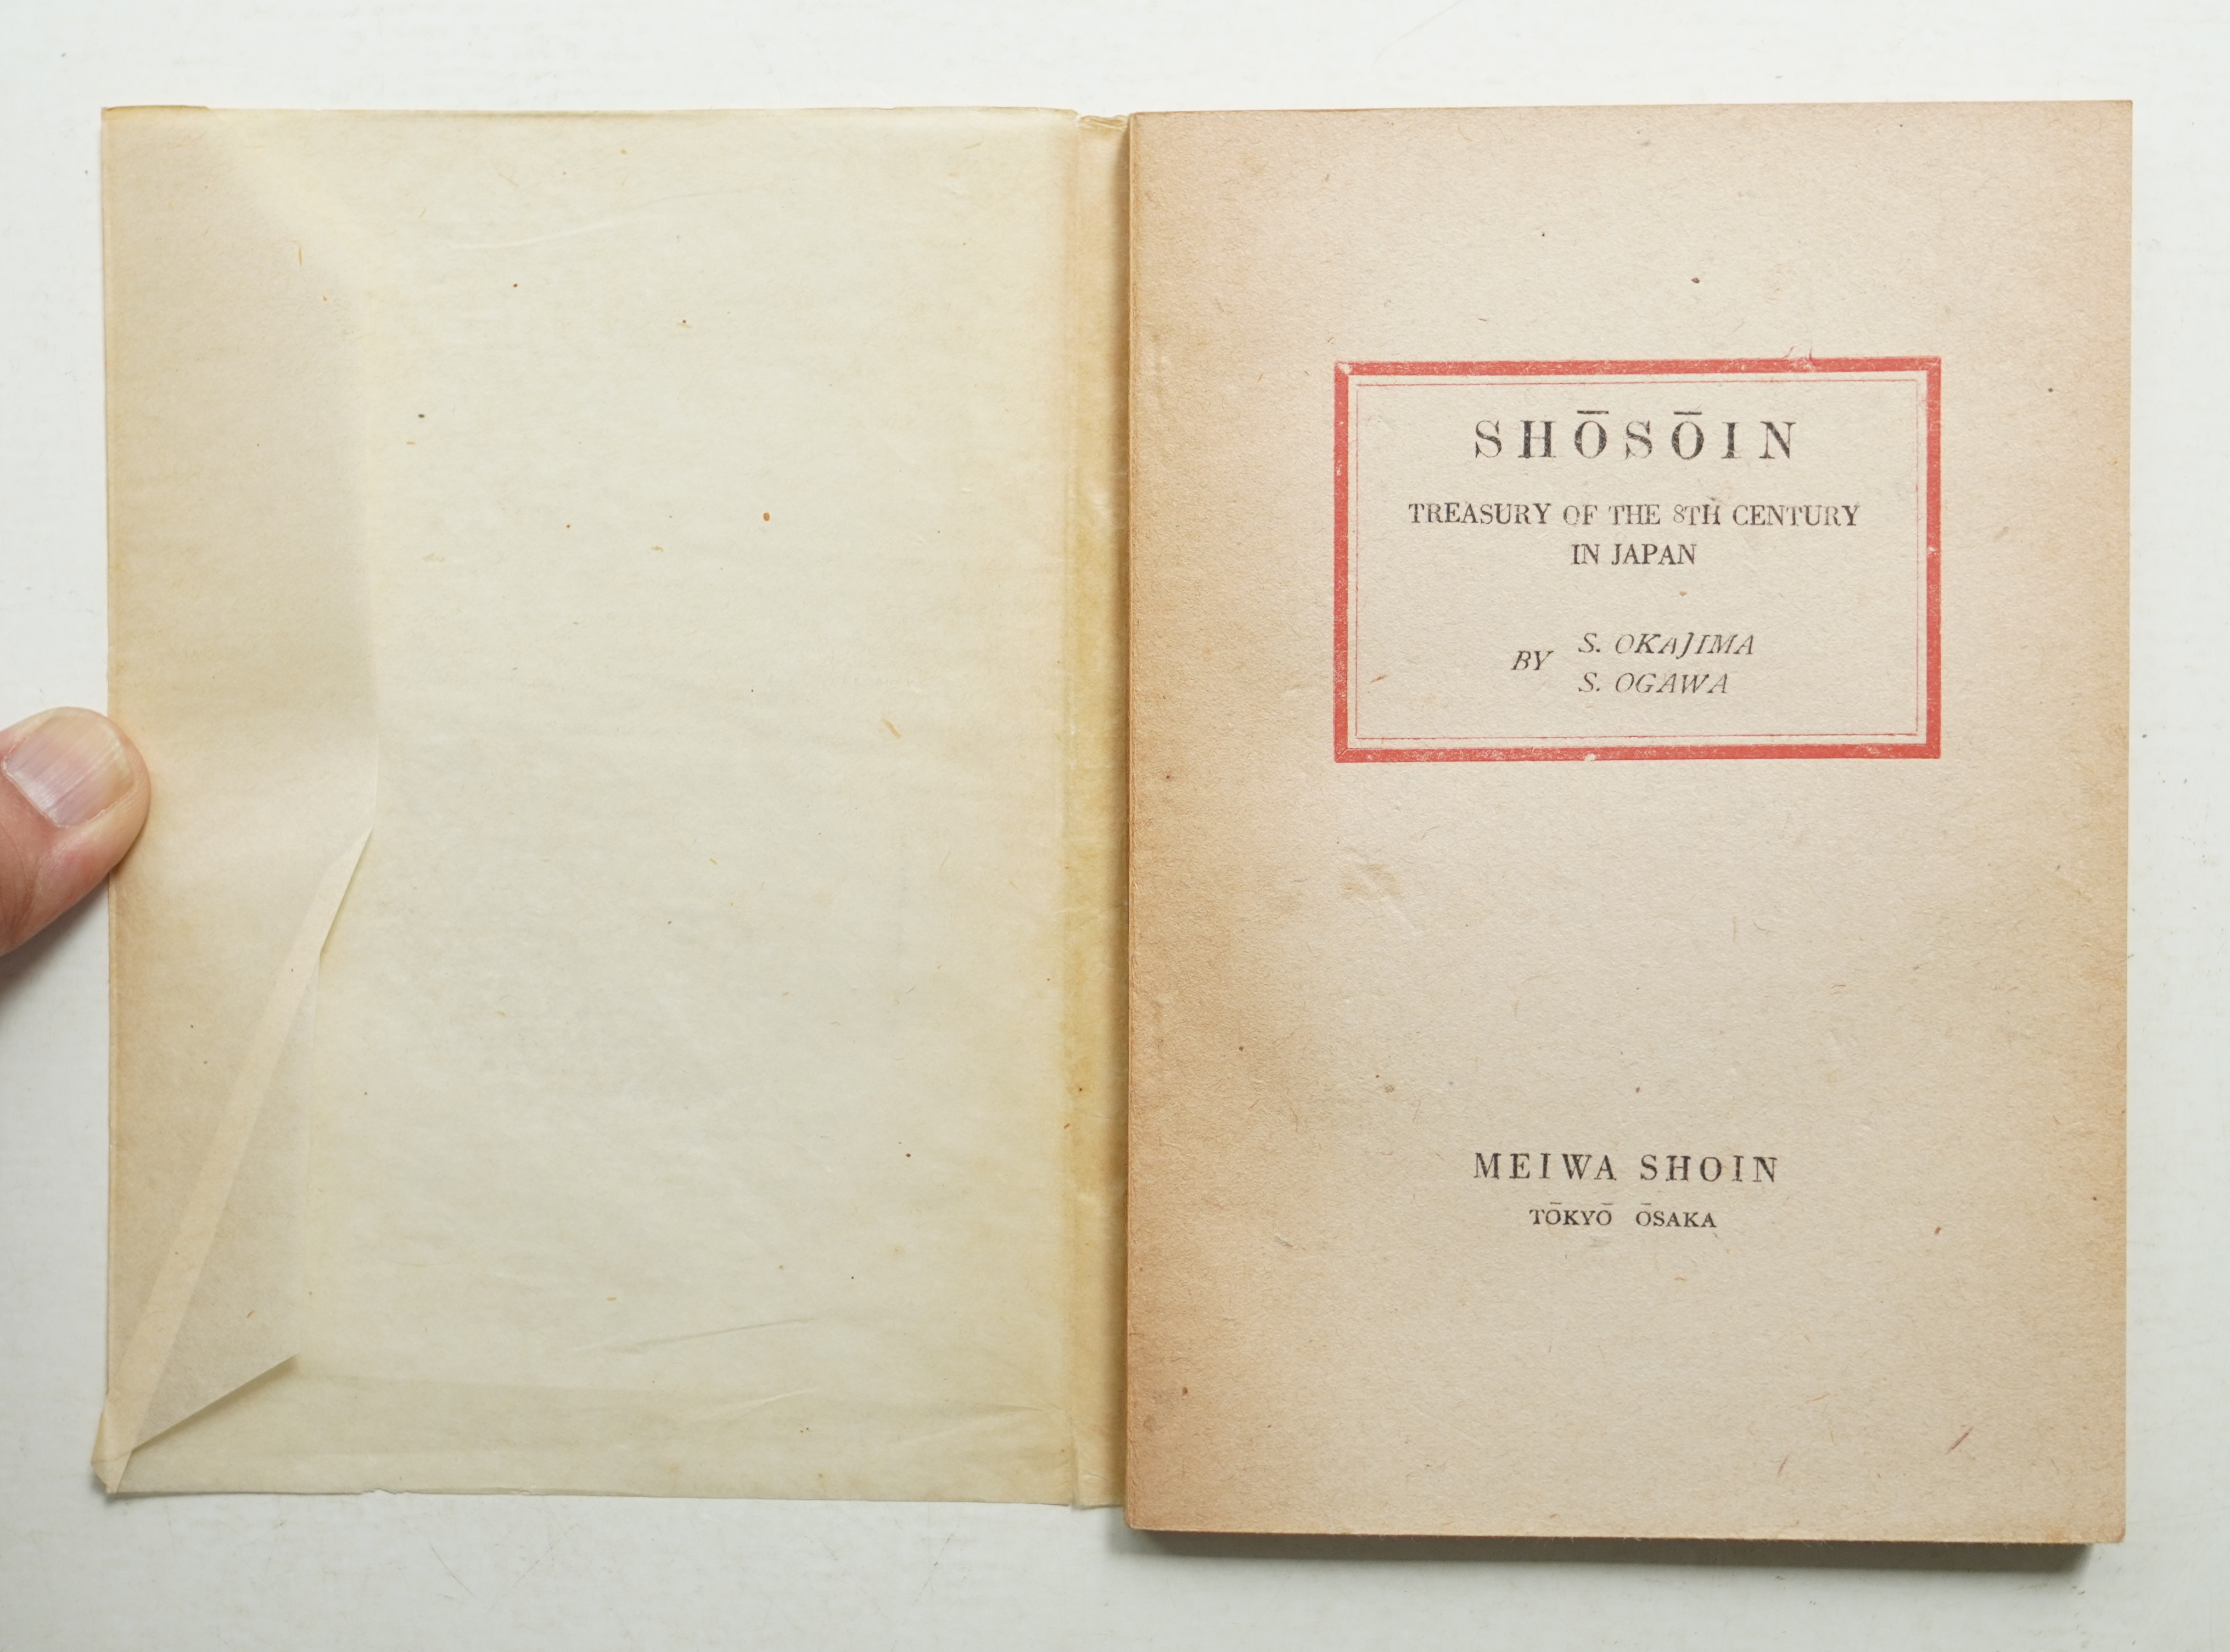 SHŌSŌIN
TREASURY OF THE 8TH CENTURY
IN JAPAN
BY S. OKAJIMA
S. OGAWA
MEIWA SHOIN
TŌKYŌ ŌSAKA